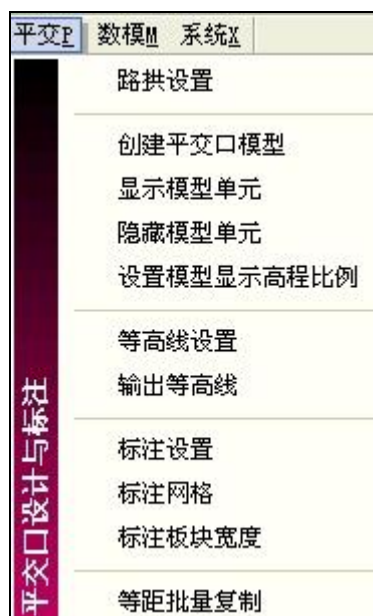 平交P 数模M 系统X
路拱设置
创建平交口模型
显示模型单元
隐藏模型单元
设置模型显示高程比例
等高线设置
输出等高线
标注设置
标注网格
标注板块宽度
等距批量复制
平交口设计与标注